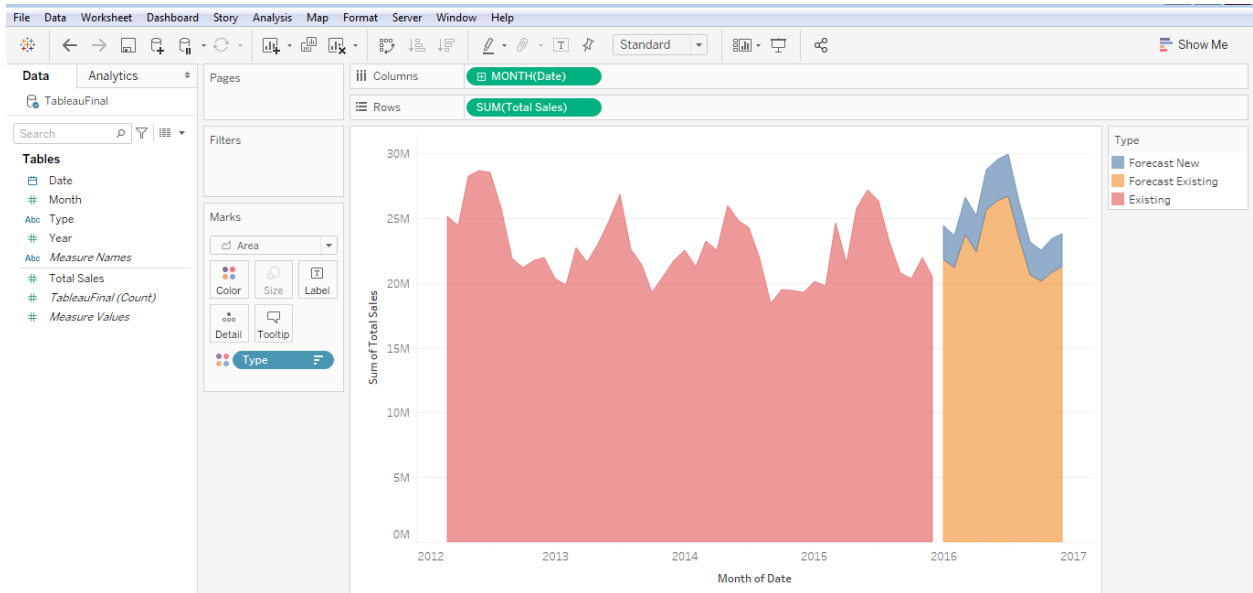 File Data Worksheet Dashboard Story Analysis Map Format Server Window Help
Standard
Show Me
Data Analytics
TableauFinal
Search
Tables
Date
# Month
Abc Type
# Year
Abc Measure Names
# Total Sales
# TableauFinal (Count)
# Measure Values
Pages
Filters
Marks
Area
Color Size Label
Detail Tooltip
Type
Columns MONTH(Date)
Rows SUM(Total Sales)
30M
25M
20M
15M
10M
5M
0M
Sum of Total Sales
2012 2013 2014 2015 2016 2017
Month of Date
Type
Forecast New
Forecast Existing
Existing